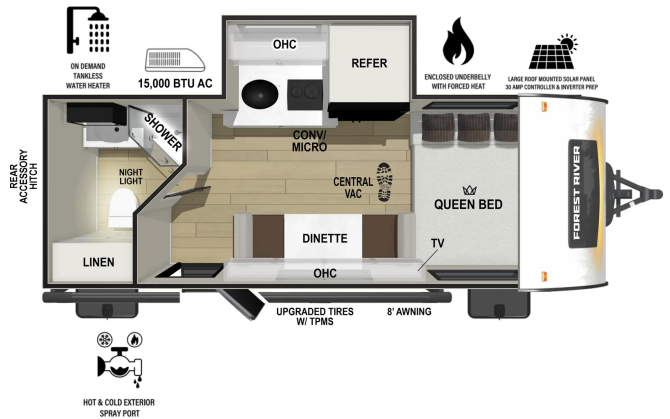 ON DEMAND
TANKLESS
WATER HEATER
15,000 BTU AC
OHC
REFER
ENCLOSED UNDERBELLY
WITH FORCED HEAT
LARGE ROOF MOUNTED SOLAR PANEL
30 AMP CONTROLLER & INVERTER PREP
SHOWER
CONV/
MICRO
TV
REAR
ACCESSORY
HITCH
NIGHT
LIGHT
CENTRAL
VAC
QUEEN BED
FOREST RIVER
DINETTE
TV
LINEN
OHC
UPGRADED TIRES
W/ TPMS
8' AWNING
HOT & COLD EXTERIOR
SPRAY PORT